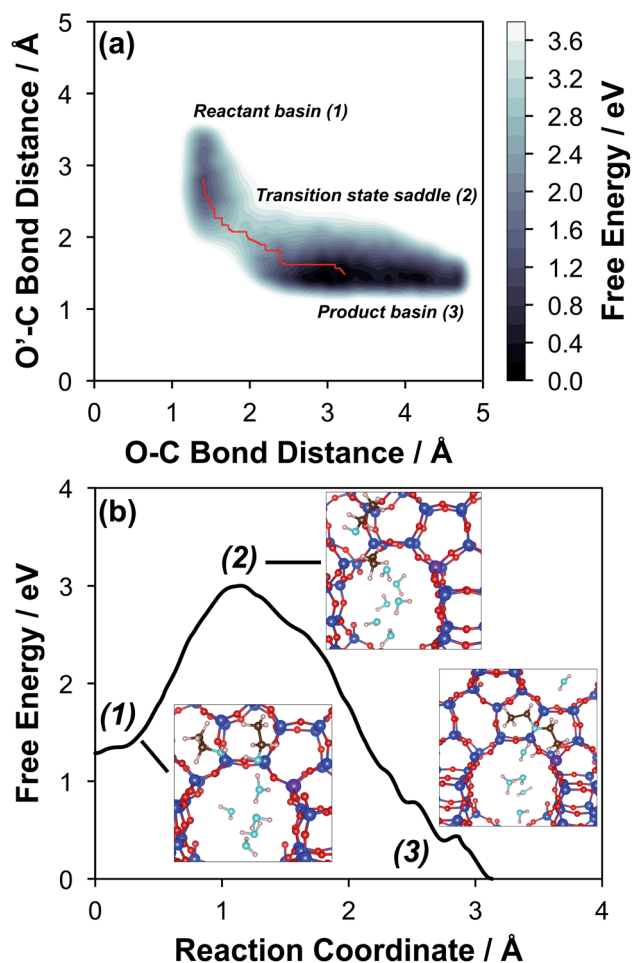 (a)
5
4
3
2
1
0
O'-C Bond Distance / Å
Reactant basin (1)
Transition state saddle (2)
Product basin (3)
0 1 2 3 4 5
O-C Bond Distance / Å
3.6
3.2
2.8
2.4
2.0
1.6
1.2
0.8
0.4
0.0
Free Energy / eV
(b)
4
3
2
1
0
Free Energy / eV
(2)
(1)
(3)
0 1 2 3 4
Reaction Coordinate / Å